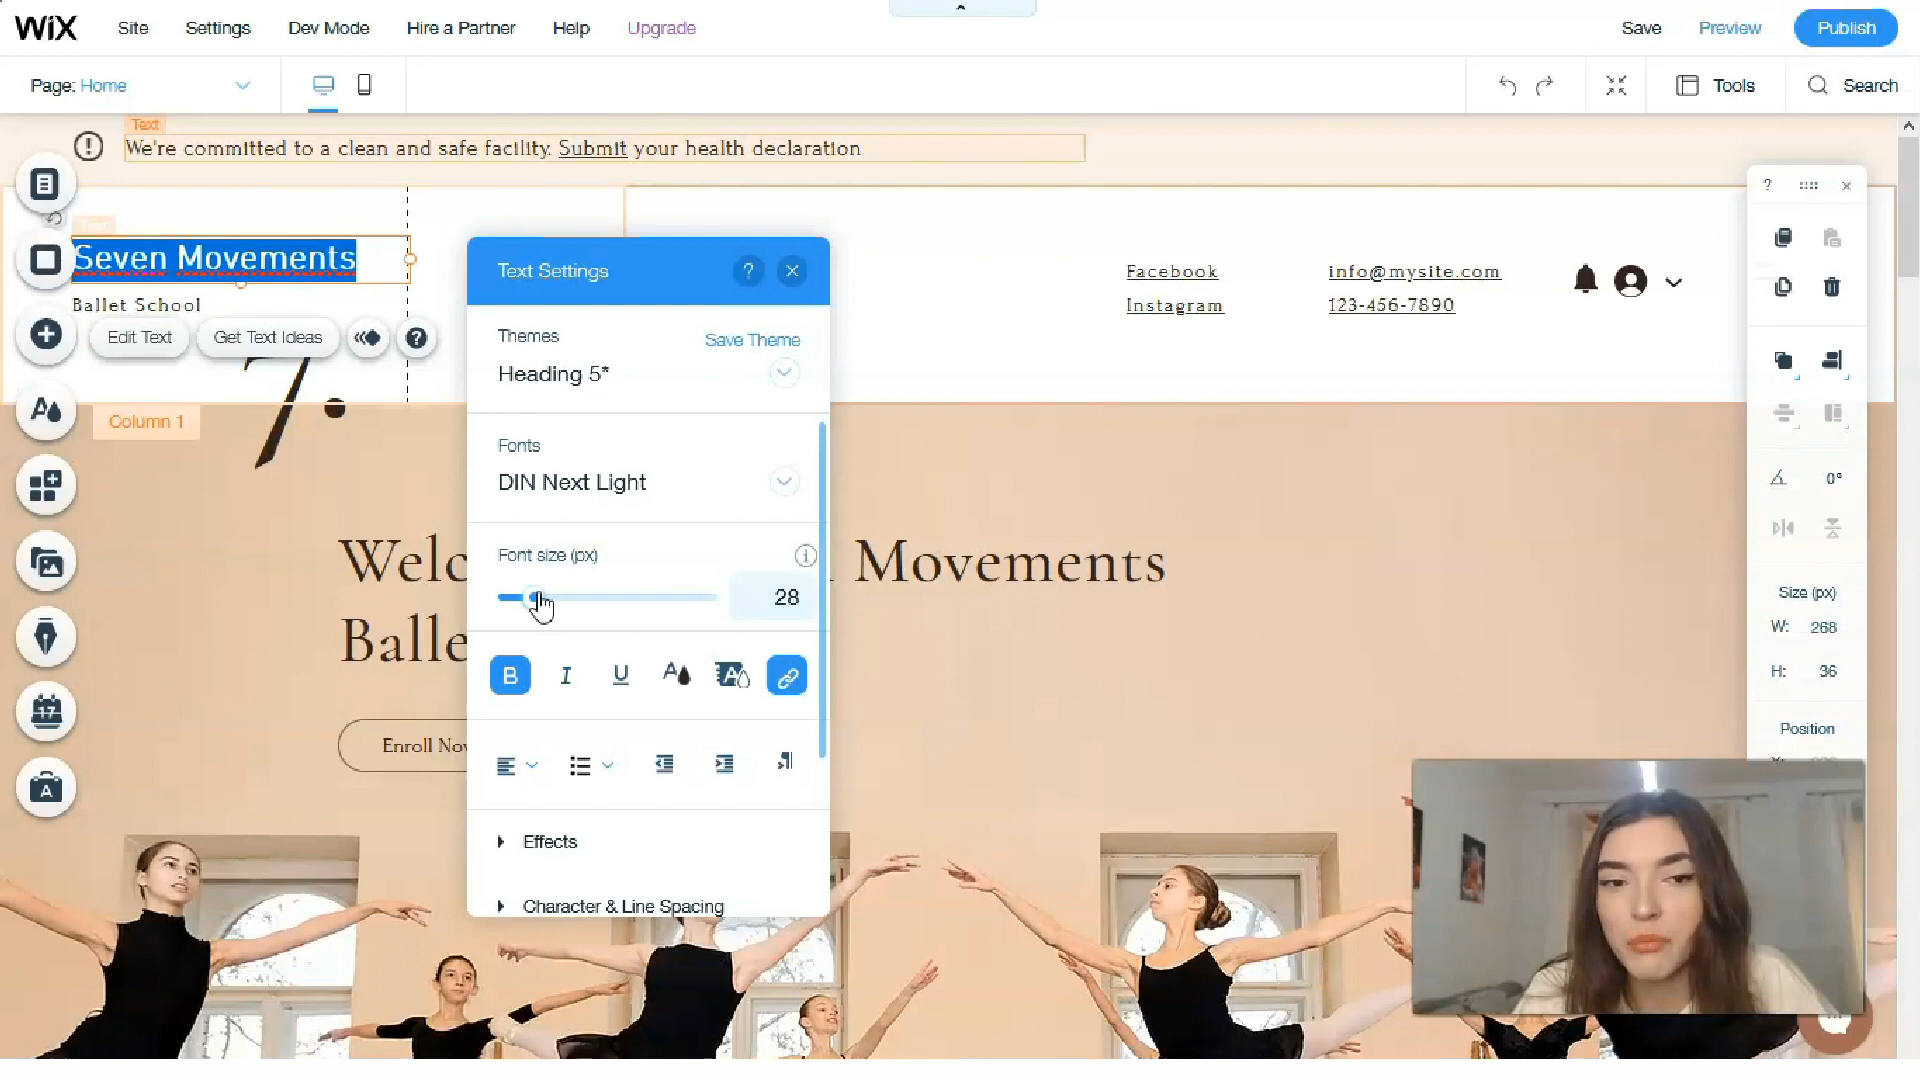 WiX Site Settings Dev Mode Hire a Partner Help Upgrade Save Preview Publish
Page: Home Tools Search
Text
We're committed to a clean and safe facility. Submit your health declaration
Seven Movements
Ballet School
Edit Text Get Text Ideas ?
7.
Column 1
Text Settings ?
Themes Save Theme
Heading 5*
Fonts
DIN Next Light
Font size (px)
28
B I U A A
Effects
Character & Line Spacing
Facebook info@mysite.com
Instagram 123-456-7890
Movements
Enroll
17
A
?
0°
Size (px)
W: 268
H: 36
Position